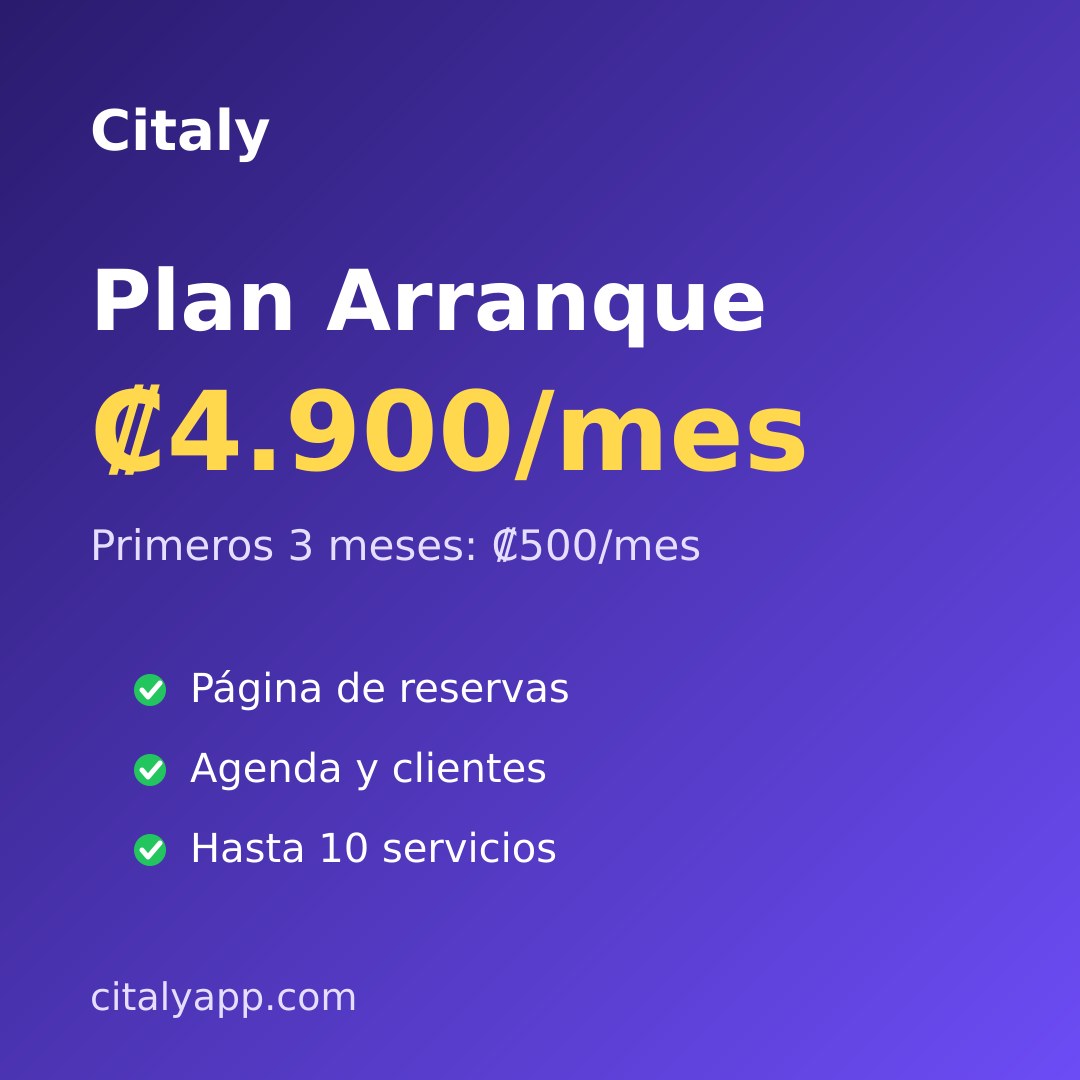 Citaly
Plan Arranque
₡4.900/mes
Primeros 3 meses: ₡500/mes
Página de reservas
Agenda y clientes
Hasta 10 servicios
citalyapp.com